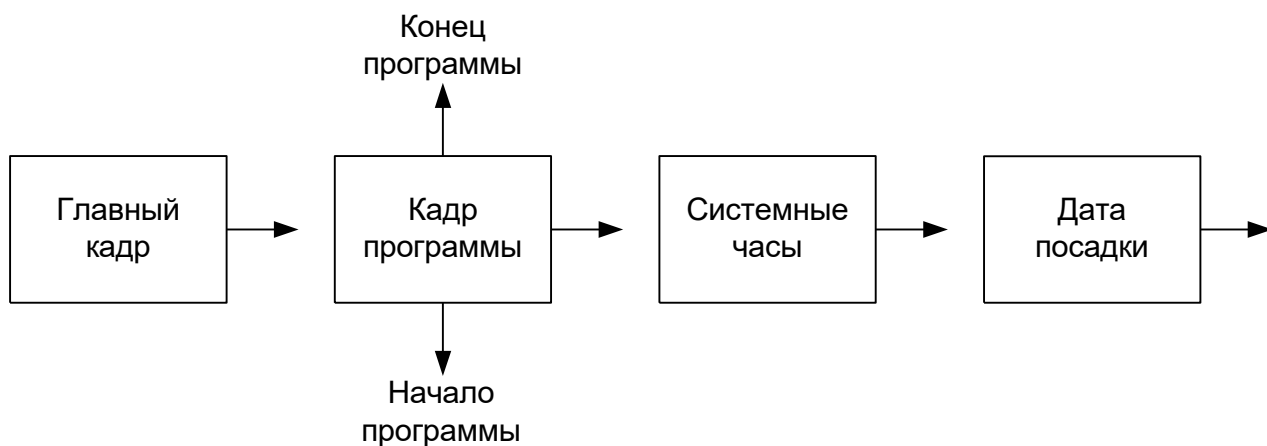 Конец
программы
Главный
кадр
Кадр
программы
Системные
часы
Дата
посадки
Начало
программы